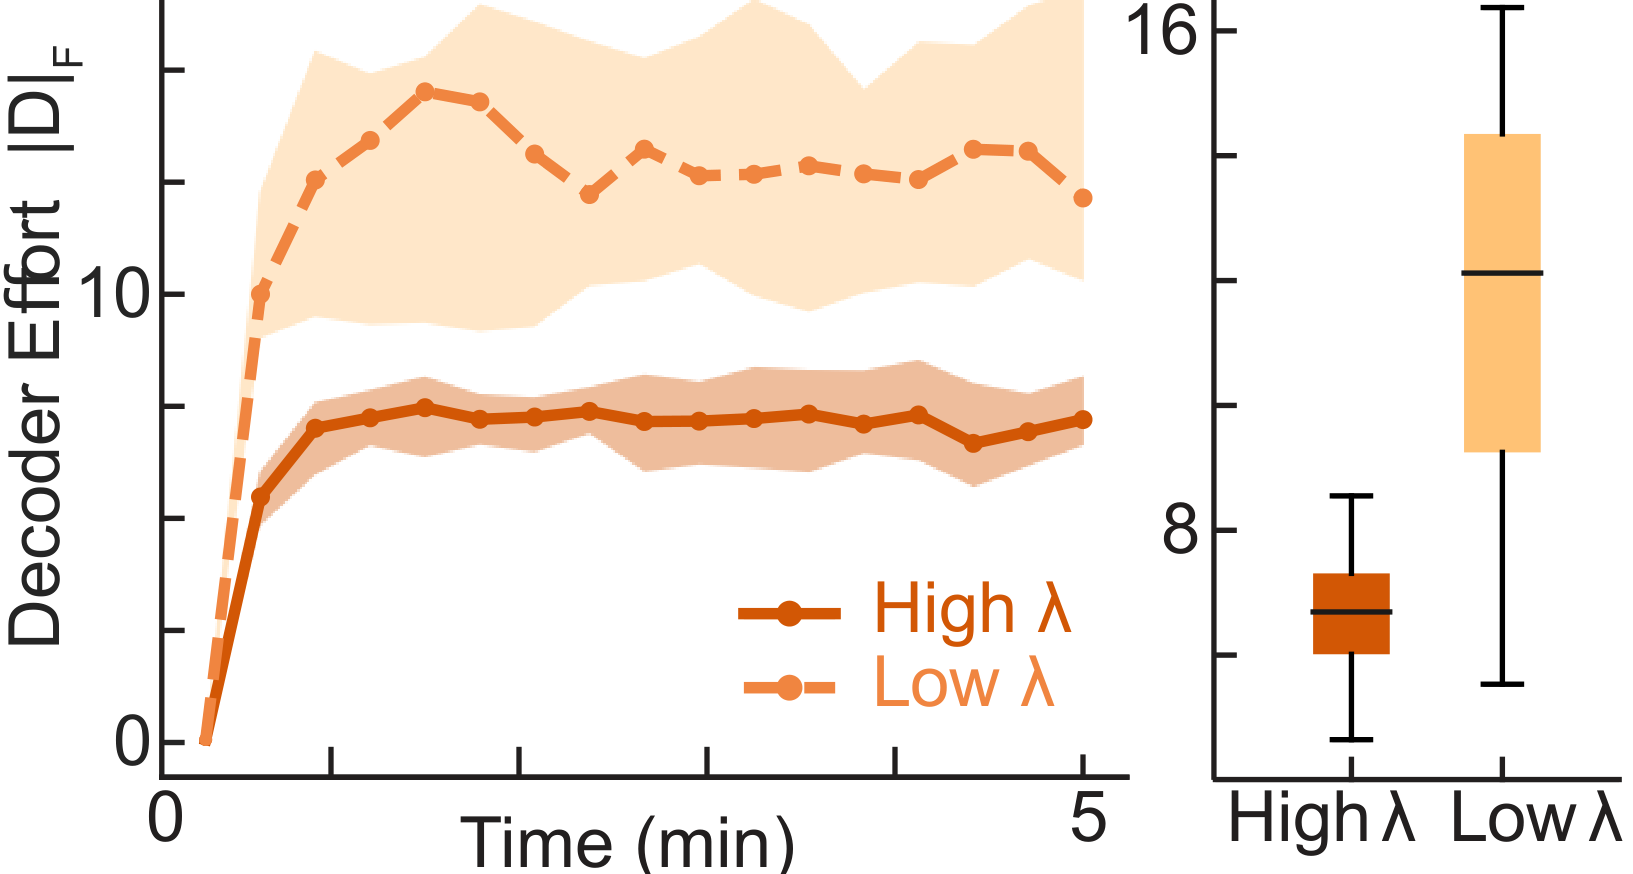 Decoder Effort |D|F
10
0
0
5
Time (min)
High λ
Low λ
16
8
High λ
Low λ